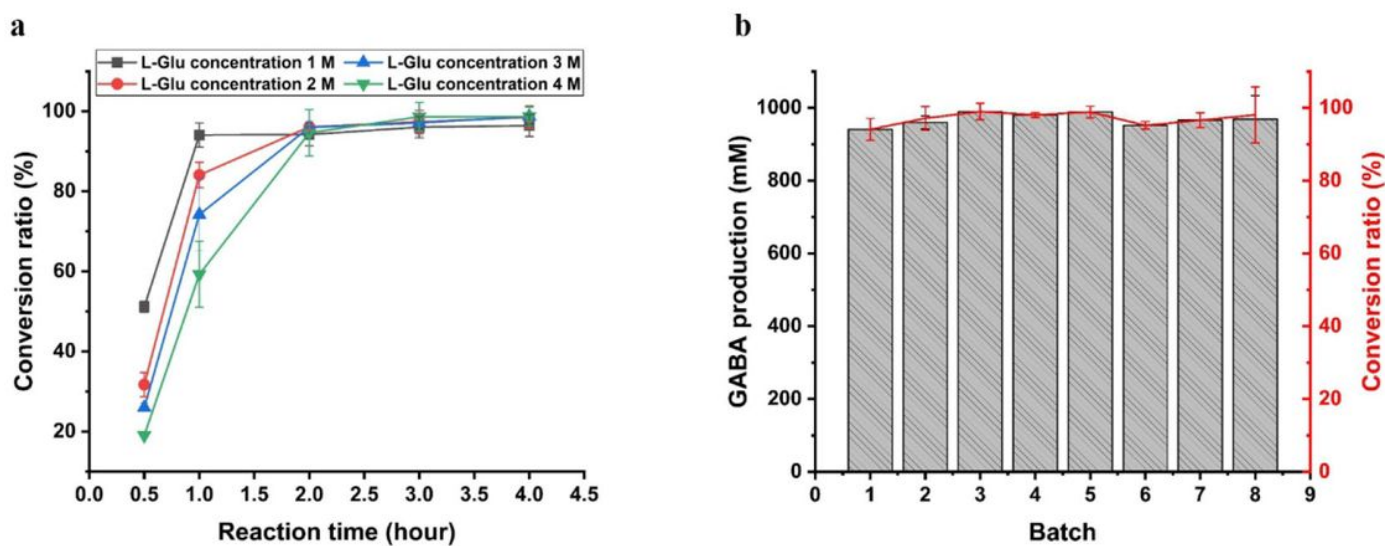 a
L-Glu concentration 1 M L-Glu concentration 3 M
L-Glu concentration 2 M L-Glu concentration 4 M
Conversion ratio (%)
100
80
60
40
20
0.0 0.5 1.0 1.5 2.0 2.5 3.0 3.5 4.0 4.5
Reaction time (hour)
b
GABA production (mM)
1000
800
600
400
200
0
0 1 2 3 4 5 6 7 8 9
Batch
100
80
60
40
20
0
Conversion ratio (%)